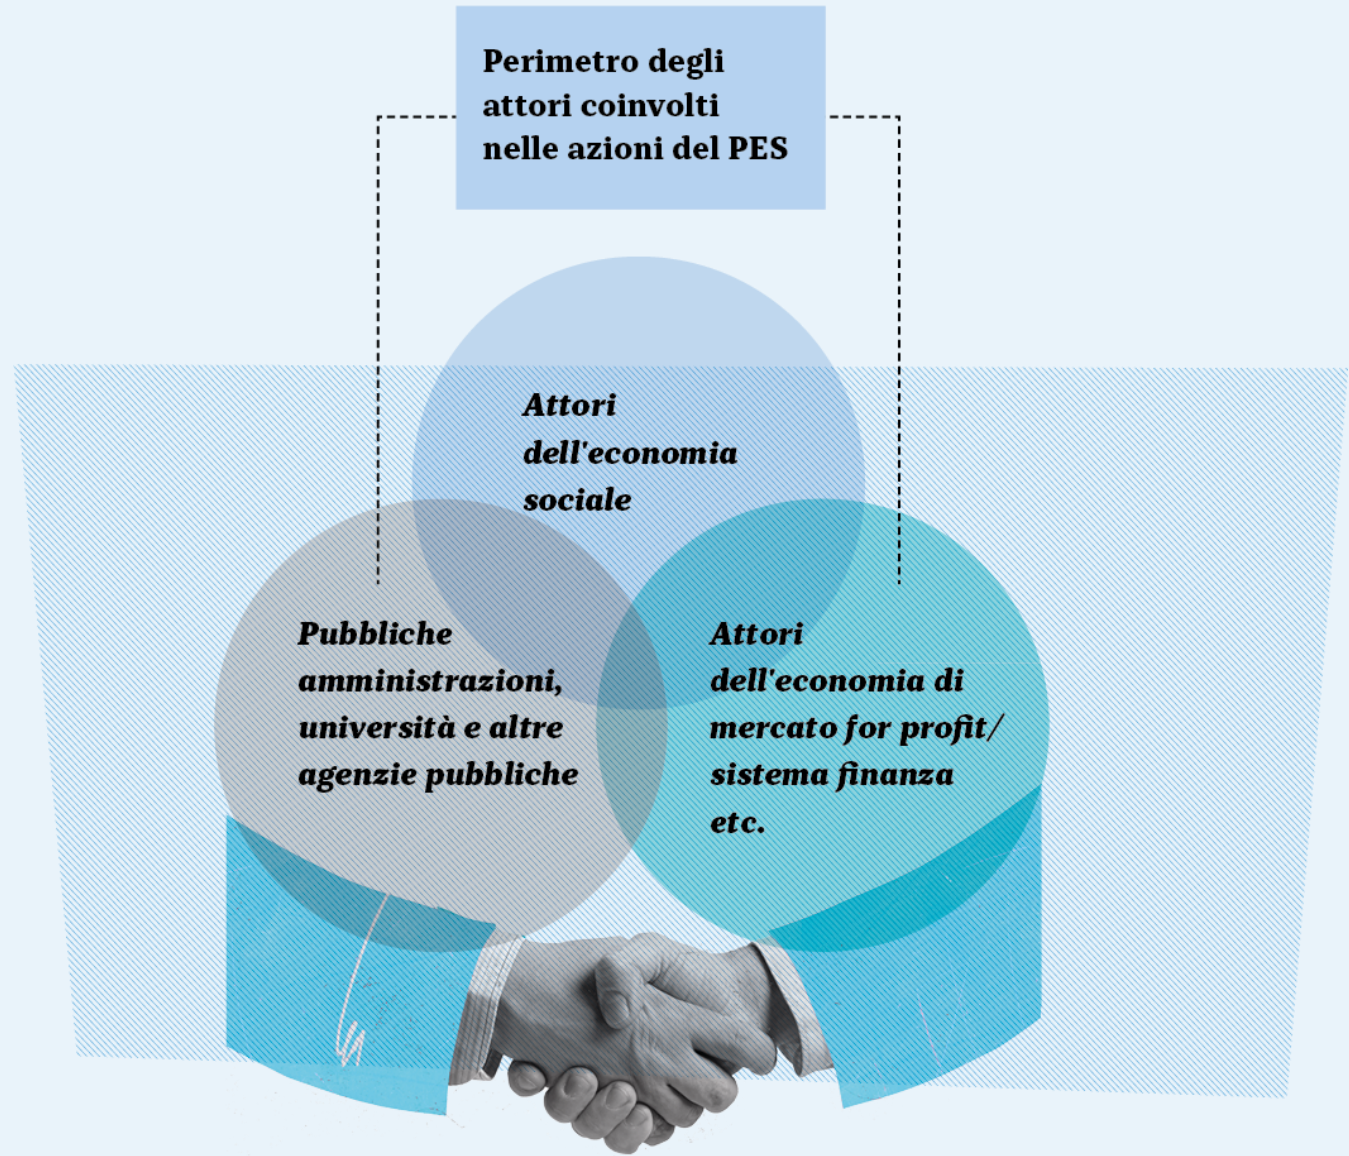 Perimetro degli
attori coinvolti
nelle azioni del PES
Attori
dell'economia
sociale
Pubbliche
amministrazioni,
università e altre
agenzie pubbliche
Attori
dell'economia di
mercato for profit/
sistema finanza
etc.